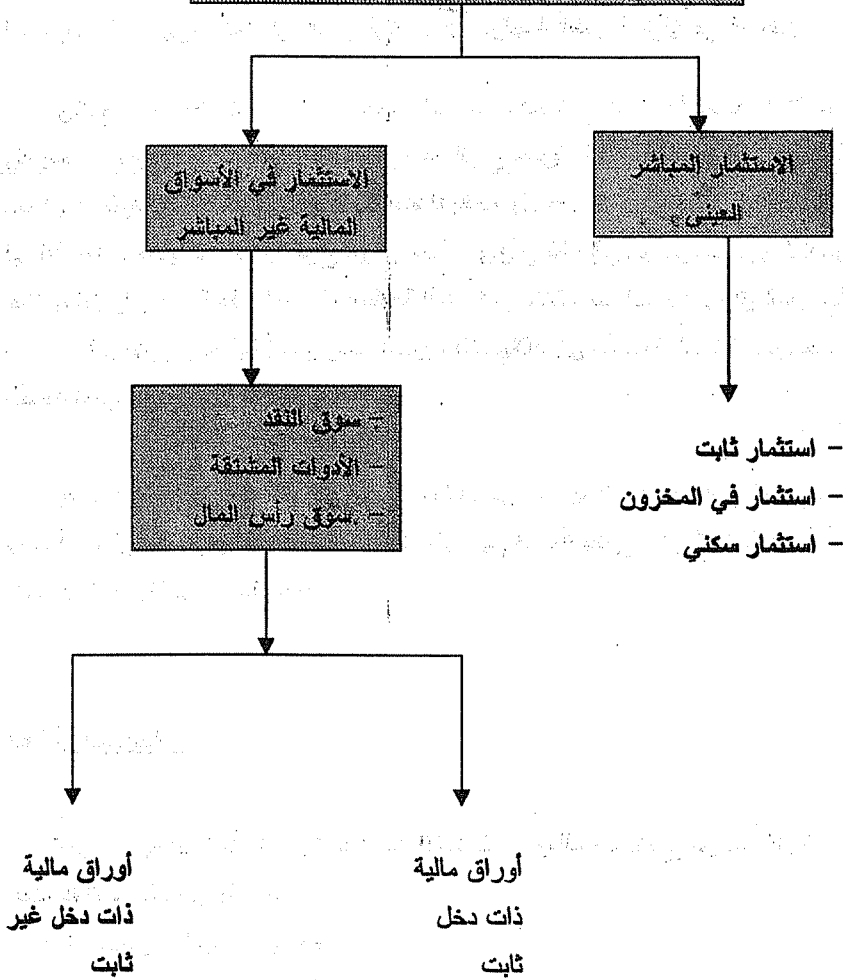 الاستثمار المباشر
العيني
الاستثمار في الأسواق
المالية غير المباشر
– استثمار ثابت
– استثمار في المخزون
– استثمار سكني
– سوق النقد
– الأدوات المشتقة
– سوق رأس المال
أوراق مالية
ذات دخل
ثابت
أوراق مالية
ذات دخل غير
ثابت